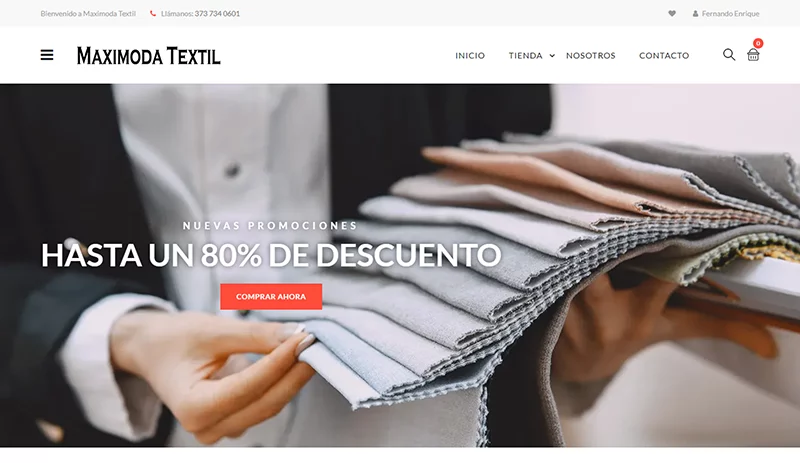 Bienvenido a Maximoda Textil Llámanos: 373 734 0601 Fernando Enrique
MAXIMODA TEXTIL INICIO TIENDA NOSOTROS CONTACTO 0
NUEVAS PROMOCIONES
HASTA UN 80% DE DESCUENTO
COMPRAR AHORA